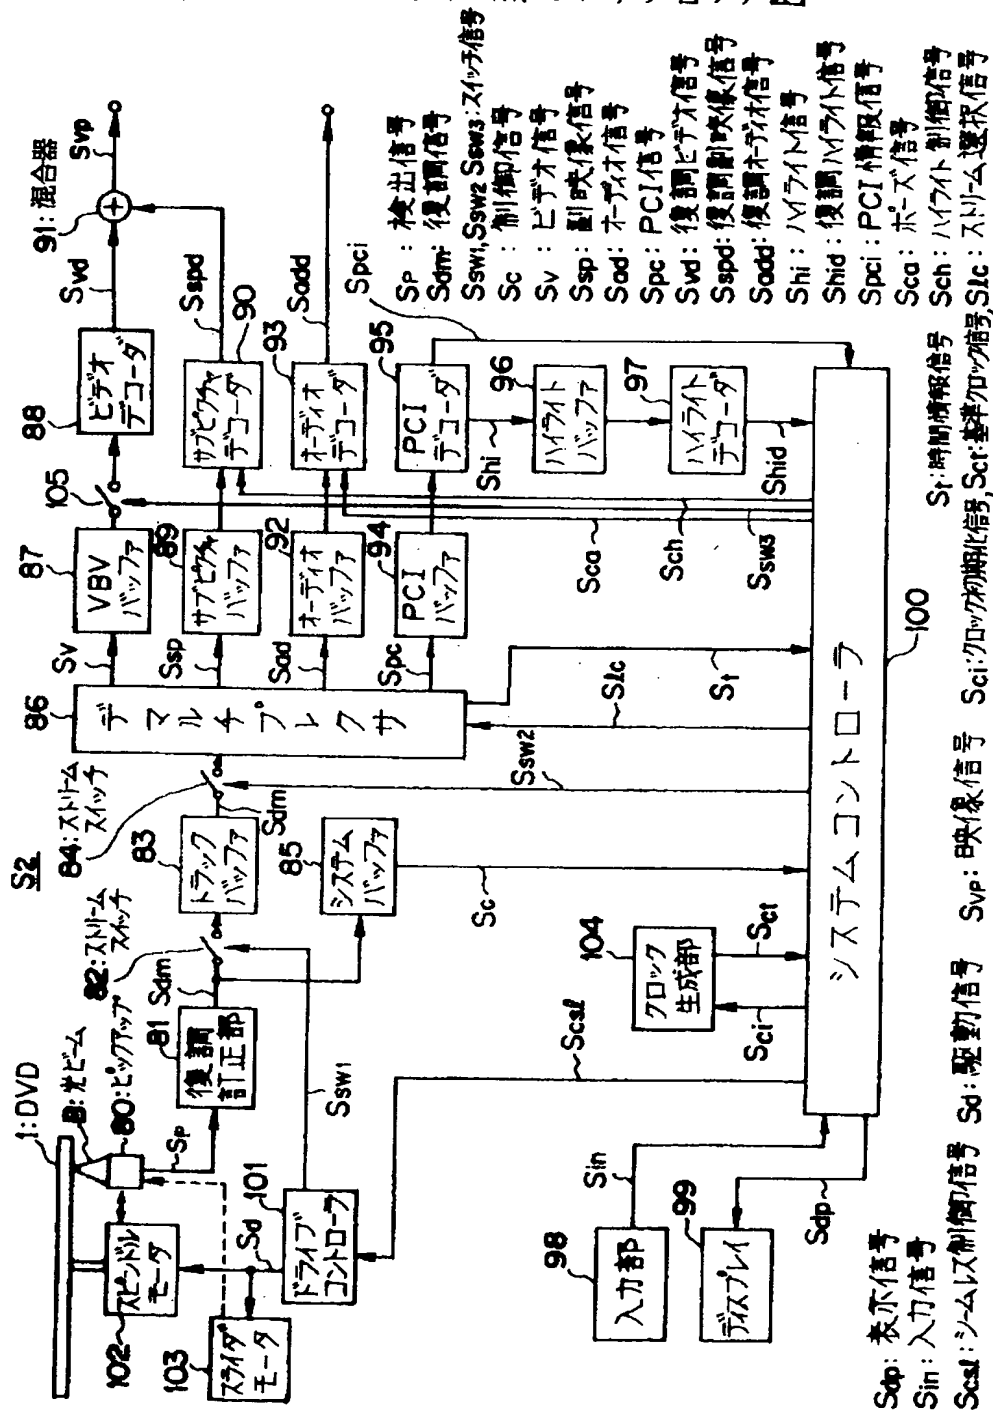 S2
1:DVD
B:光ビーム
80:ピックアップ
82:ストリーム
スイッチ
84:ストリーム
スイッチ
102
スピンドル
モータ
103
スライダ
モータ
101
ドライブ
コントローラ
Sd
SP
81
復調
訂正部
Sdm
Ssw1
83
トラック
バッファ
Sdm
85
システム
バッファ
Sc
86
デマルチプレクサ
Sv
Ssp
Sad
Spc
87
VBV
バッファ
89
サブピクチャ
バッファ
92
オーディオ
バッファ
94
PCI
バッファ
105
88
ビデオ
デコーダ
サブピクチャ
デコーダ
90
オーディオ
デコーダ
93
PCI
デコーダ
95
Svd
91:混合器
Svp
Sspd
Sadd
Spci
Shi
ハイライト
バッファ
96
ハイライト
デコーダ
97
Shid
Sca
Sch
Ssw3
Slc
St
Ssw2
104
クロック
生成部
Sct
Sci
Scsl
98
入力部
Sin
99
ディスプレイ
Sdp
システムコントローラ
100
SP:検出信号
Sdm:復調信号
Ssw1,Ssw2 Ssw3:スイッチ信号
Sc:制御信号
Sv:ビデオ信号
Ssp:副映像信号
Sad:オーディオ信号
Spc:PCI信号
Svd:復調ビデオ信号
Sspd:復調副映像信号
Sadd:復調オーディオ信号
Shi:ハイライト信号
Shid:復調ハイライト信号
Spci:PCI情報信号
Sca:ポーズ信号
Sch:ハイライト制御信号
St:時間情報信号
Sci:クロック初期化信号,Sct:基準クロック信号,Slc:ストリーム選択信号
Sdp:表示信号
Sin:入力信号
Scsl:シームレス制御信号 Sd:駆動信号 SVP:映像信号